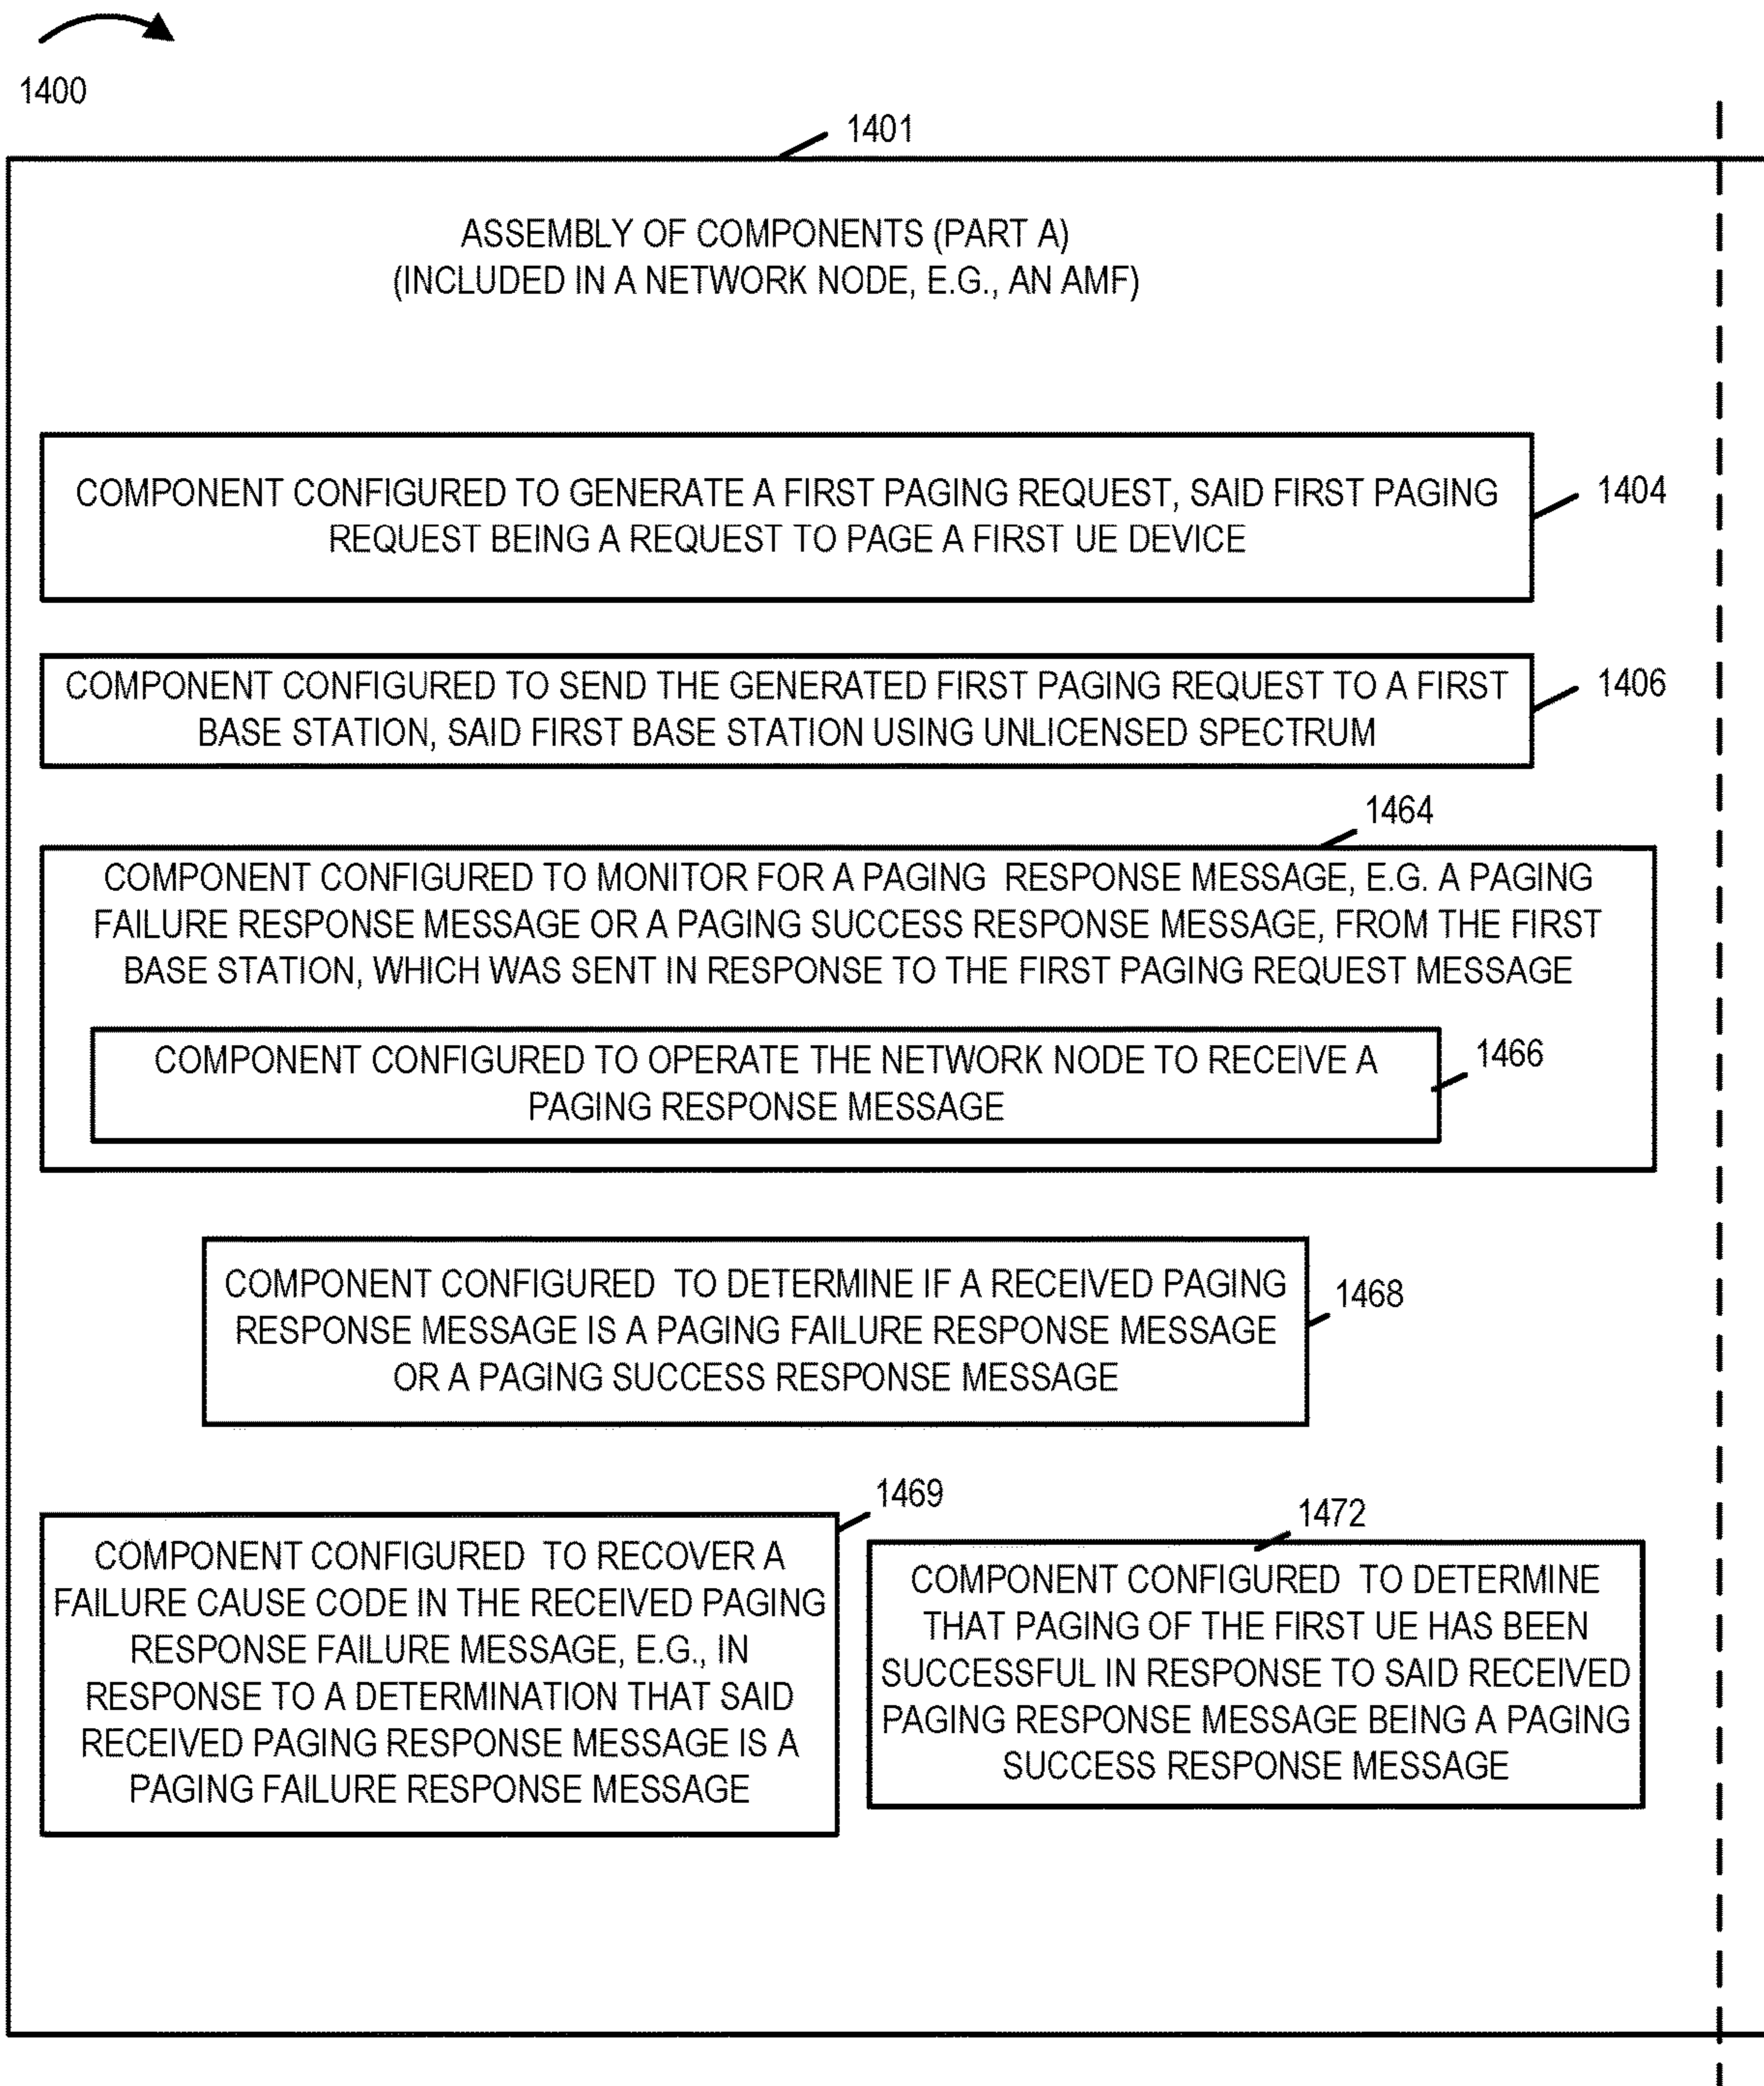 1400
1401
ASSEMBLY OF COMPONENTS (PART A)
(INCLUDED IN A NETWORK NODE, E.G., AN AMF)
COMPONENT CONFIGURED TO GENERATE A FIRST PAGING REQUEST, SAID FIRST PAGING
REQUEST BEING A REQUEST TO PAGE A FIRST UE DEVICE
1404
COMPONENT CONFIGURED TO SEND THE GENERATED FIRST PAGING REQUEST TO A FIRST
BASE STATION, SAID FIRST BASE STATION USING UNLICENSED SPECTRUM
1406
1464
COMPONENT CONFIGURED TO MONITOR FOR A PAGING RESPONSE MESSAGE, E.G. A PAGING
FAILURE RESPONSE MESSAGE OR A PAGING SUCCESS RESPONSE MESSAGE, FROM THE FIRST
BASE STATION, WHICH WAS SENT IN RESPONSE TO THE FIRST PAGING REQUEST MESSAGE
COMPONENT CONFIGURED TO OPERATE THE NETWORK NODE TO RECEIVE A
PAGING RESPONSE MESSAGE
1466
COMPONENT CONFIGURED TO DETERMINE IF A RECEIVED PAGING
RESPONSE MESSAGE IS A PAGING FAILURE RESPONSE MESSAGE
OR A PAGING SUCCESS RESPONSE MESSAGE
1468
1469
COMPONENT CONFIGURED TO RECOVER A
FAILURE CAUSE CODE IN THE RECEIVED PAGING
RESPONSE FAILURE MESSAGE, E.G., IN
RESPONSE TO A DETERMINATION THAT SAID
RECEIVED PAGING RESPONSE MESSAGE IS A
PAGING FAILURE RESPONSE MESSAGE
1472
COMPONENT CONFIGURED TO DETERMINE
THAT PAGING OF THE FIRST UE HAS BEEN
SUCCESSFUL IN RESPONSE TO SAID RECEIVED
PAGING RESPONSE MESSAGE BEING A PAGING
SUCCESS RESPONSE MESSAGE